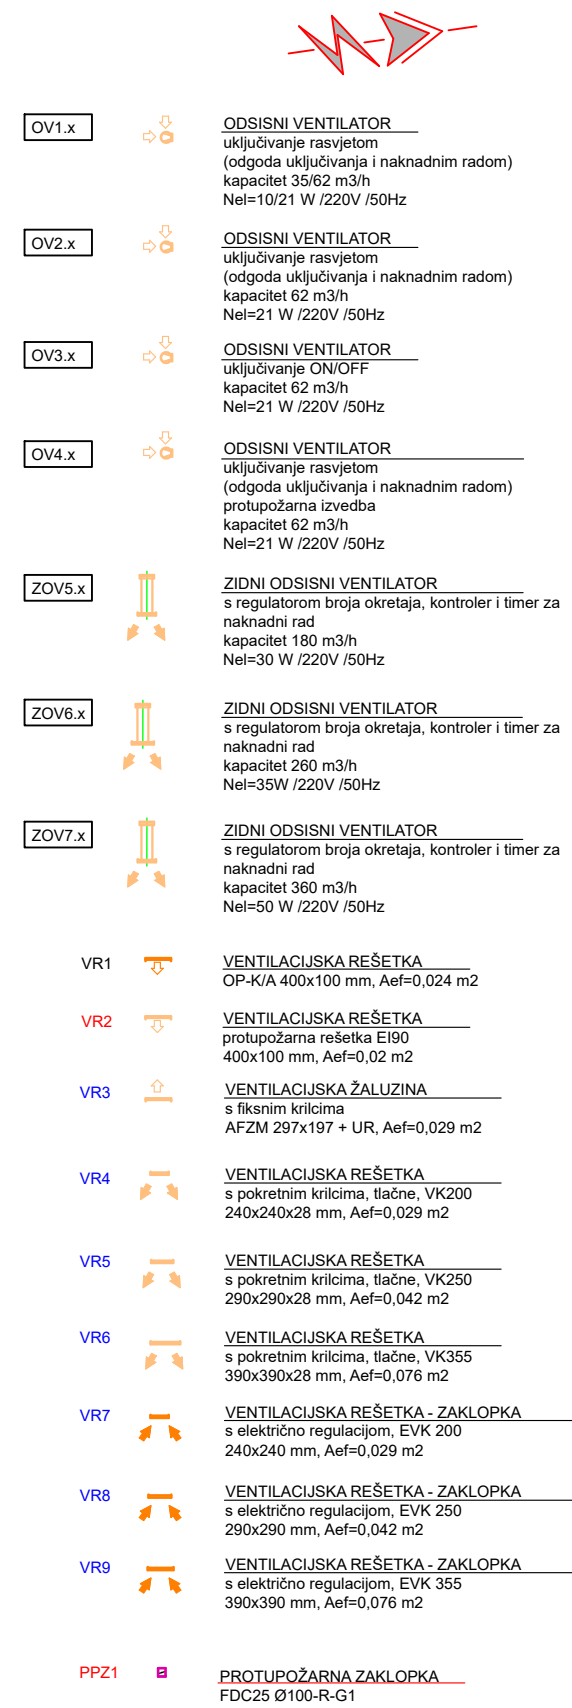 OV1.x
ODSISNI VENTILATOR
uključivanje rasvjetom
(odgoda uključivanja i naknadnim radom)
kapacitet 35/62 m3/h
Nel=10/21 W /220V /50Hz
OV2.x
ODSISNI VENTILATOR
uključivanje rasvjetom
(odgoda uključivanja i naknadnim radom)
kapacitet 62 m3/h
Nel=21 W /220V /50Hz
OV3.x
ODSISNI VENTILATOR
uključivanje ON/OFF
kapacitet 62 m3/h
Nel=21 W /220V /50Hz
OV4.x
ODSISNI VENTILATOR
uključivanje rasvjetom
(odgoda uključivanja i naknadnim radom)
protupožarna izvedba
kapacitet 62 m3/h
Nel=21 W /220V /50Hz
ZOV5.x
ZIDNI ODSISNI VENTILATOR
s regulatorom broja okretaja, kontroler i timer za
naknadni rad
kapacitet 180 m3/h
Nel=30 W /220V /50Hz
ZOV6.x
ZIDNI ODSISNI VENTILATOR
s regulatorom broja okretaja, kontroler i timer za
naknadni rad
kapacitet 260 m3/h
Nel=35W /220V /50Hz
ZOV7.x
ZIDNI ODSISNI VENTILATOR
s regulatorom broja okretaja, kontroler i timer za
naknadni rad
kapacitet 360 m3/h
Nel=50 W /220V /50Hz
VR1
VENTILACIJSKA REŠETKA
OP-K/A 400x100 mm, Aef=0,024 m2
VR2
VENTILACIJSKA REŠETKA
protupožarna rešetka EI90
400x100 mm, Aef=0,02 m2
VR3
VENTILACIJSKA ŽALUZINA
s fiksnim krilcima
AFZM 297x197 + UR, Aef=0,029 m2
VR4
VENTILACIJSKA REŠETKA
s pokretnim krilcima, tlačne, VK200
240x240x28 mm, Aef=0,029 m2
VR5
VENTILACIJSKA REŠETKA
s pokretnim krilcima, tlačne, VK250
290x290x28 mm, Aef=0,042 m2
VR6
VENTILACIJSKA REŠETKA
s pokretnim krilcima, tlačne, VK355
390x390x28 mm, Aef=0,076 m2
VR7
VENTILACIJSKA REŠETKA - ZAKLOPKA
s električno regulacijom, EVK 200
240x240 mm, Aef=0,029 m2
VR8
VENTILACIJSKA REŠETKA - ZAKLOPKA
s električno regulacijom, EVK 250
290x290 mm, Aef=0,042 m2
VR9
VENTILACIJSKA REŠETKA - ZAKLOPKA
s električno regulacijom, EVK 355
390x390 mm, Aef=0,076 m2
PPZ1
PROTUPOŽARNA ZAKLOPKA
FDC25 Ø100-R-G1